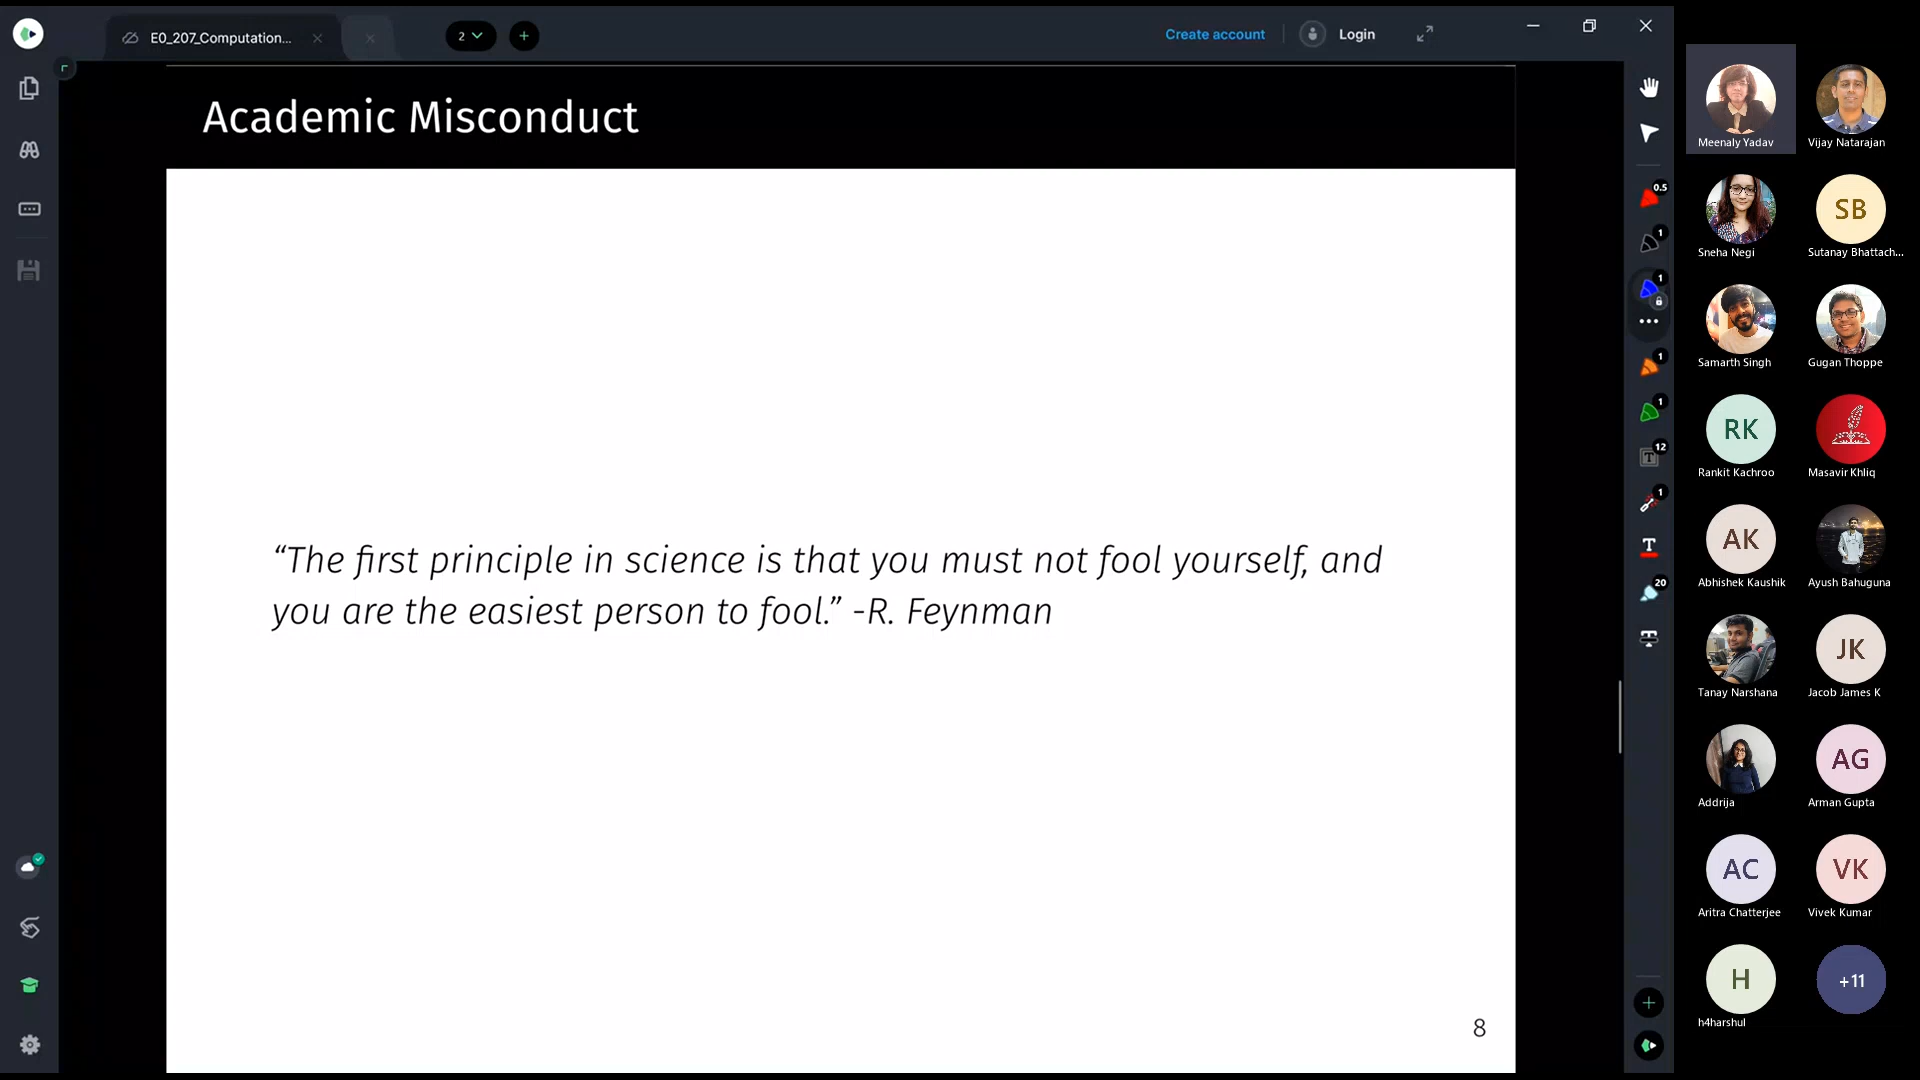 E0_207_Computation...
2
Create account
Login
Academic Misconduct
“The first principle in science is that you must not fool yourself, and
you are the easiest person to fool.” -R. Feynman
8
0.5
1
1
1
1
12
1
T
20
Meenaly Yadav
Vijay Natarajan
Sneha Negi
SB
Sutanay Bhattach...
Samarth Singh
Gugan Thoppe
RK
Rankit Kachroo
Masavir Khliq
AK
Abhishek Kaushik
Ayush Bahuguna
Tanay Narshana
JK
Jacob James K
Addrija
AG
Arman Gupta
AC
Aritra Chatterjee
VK
Vivek Kumar
H
h4harshul
+11